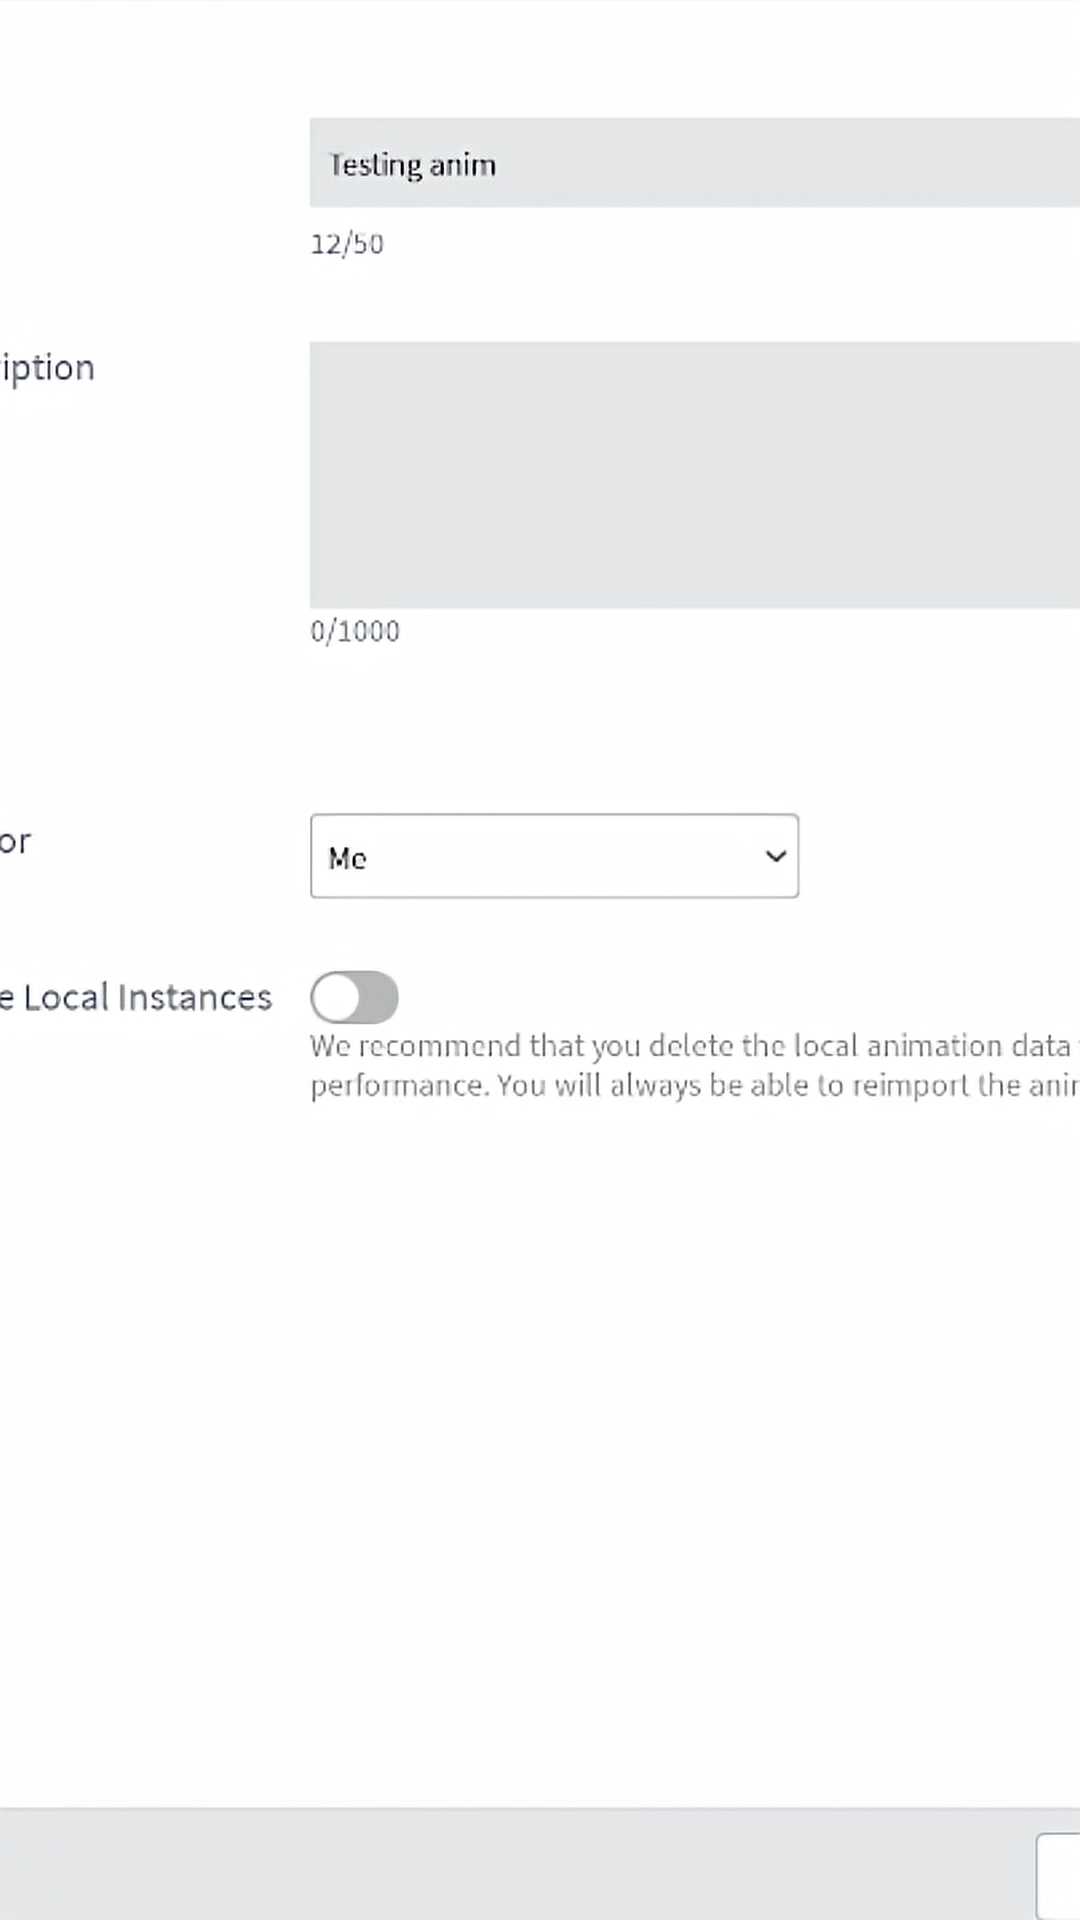 Testing anim
12/50
iption
0/1000
or
Me
e Local Instances
We recommend that you delete the local animation data
performance. You will always be able to reimport the anim